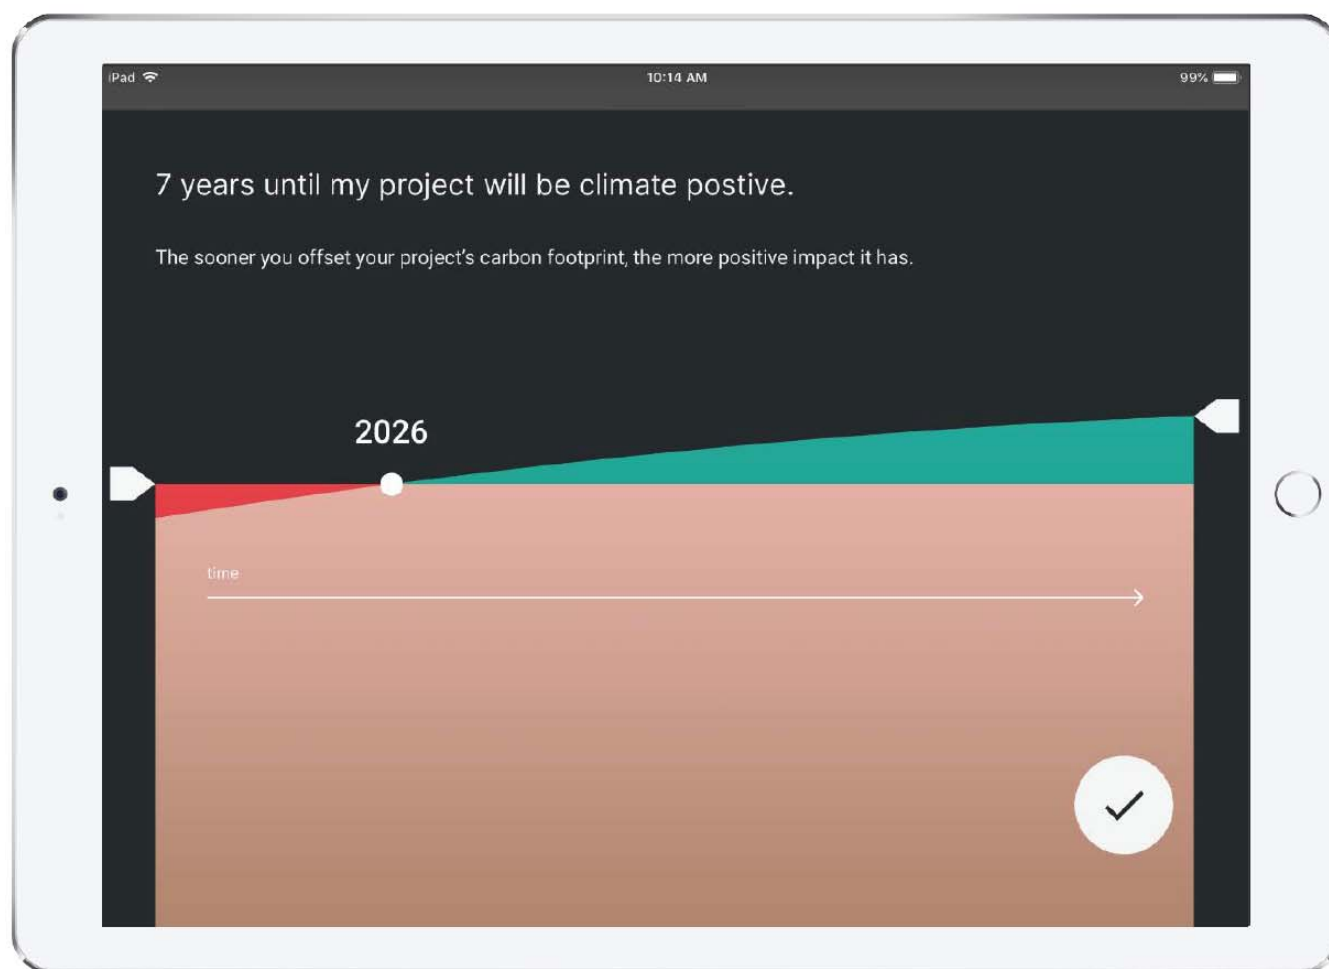 iPad 10:14 AM 99%
7 years until my project will be climate postive.
The sooner you offset your project's carbon footprint, the more positive impact it has.
2026
time